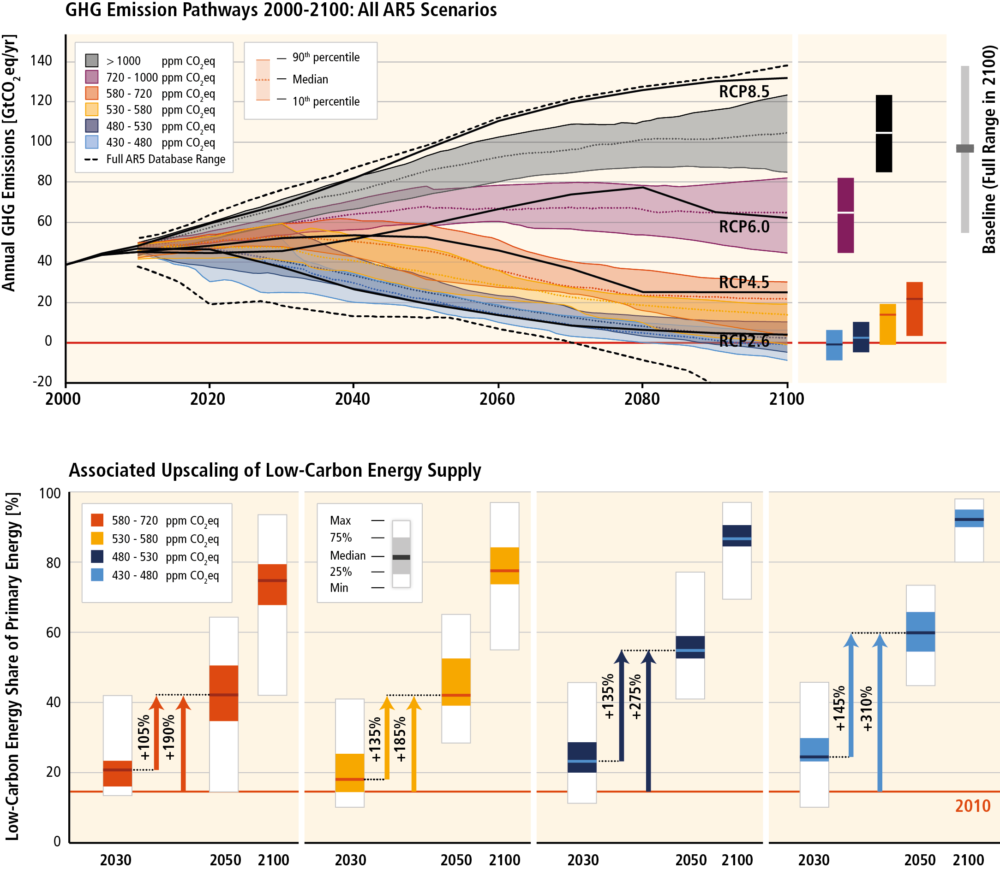 GHG Emission Pathways 2000-2100: All AR5 Scenarios
Annual GHG Emissions [GtCO2eq/yr]
140
120
100
80
60
40
20
0
-20
> 1000 ppm CO2eq
720 - 1000 ppm CO2eq
580 - 720 ppm CO2eq
530 - 580 ppm CO2eq
480 - 530 ppm CO2eq
430 - 480 ppm CO2eq
Full AR5 Database Range
90th percentile
Median
10th percentile
RCP8.5
RCP6.0
RCP4.5
RCP2.6
2000 2020 2040 2060 2080 2100
Baseline (Full Range in 2100)
Associated Upscaling of Low-Carbon Energy Supply
Low-Carbon Energy Share of Primary Energy [%]
100
80
60
40
20
0
580 - 720 ppm CO2eq
530 - 580 ppm CO2eq
480 - 530 ppm CO2eq
430 - 480 ppm CO2eq
Max
75%
Median
25%
Min
+105%
+190%
+135%
+185%
+135%
+275%
+145%
+310%
2010
2030 2050 2100 2030 2050 2100 2030 2050 2100 2030 2050 2100